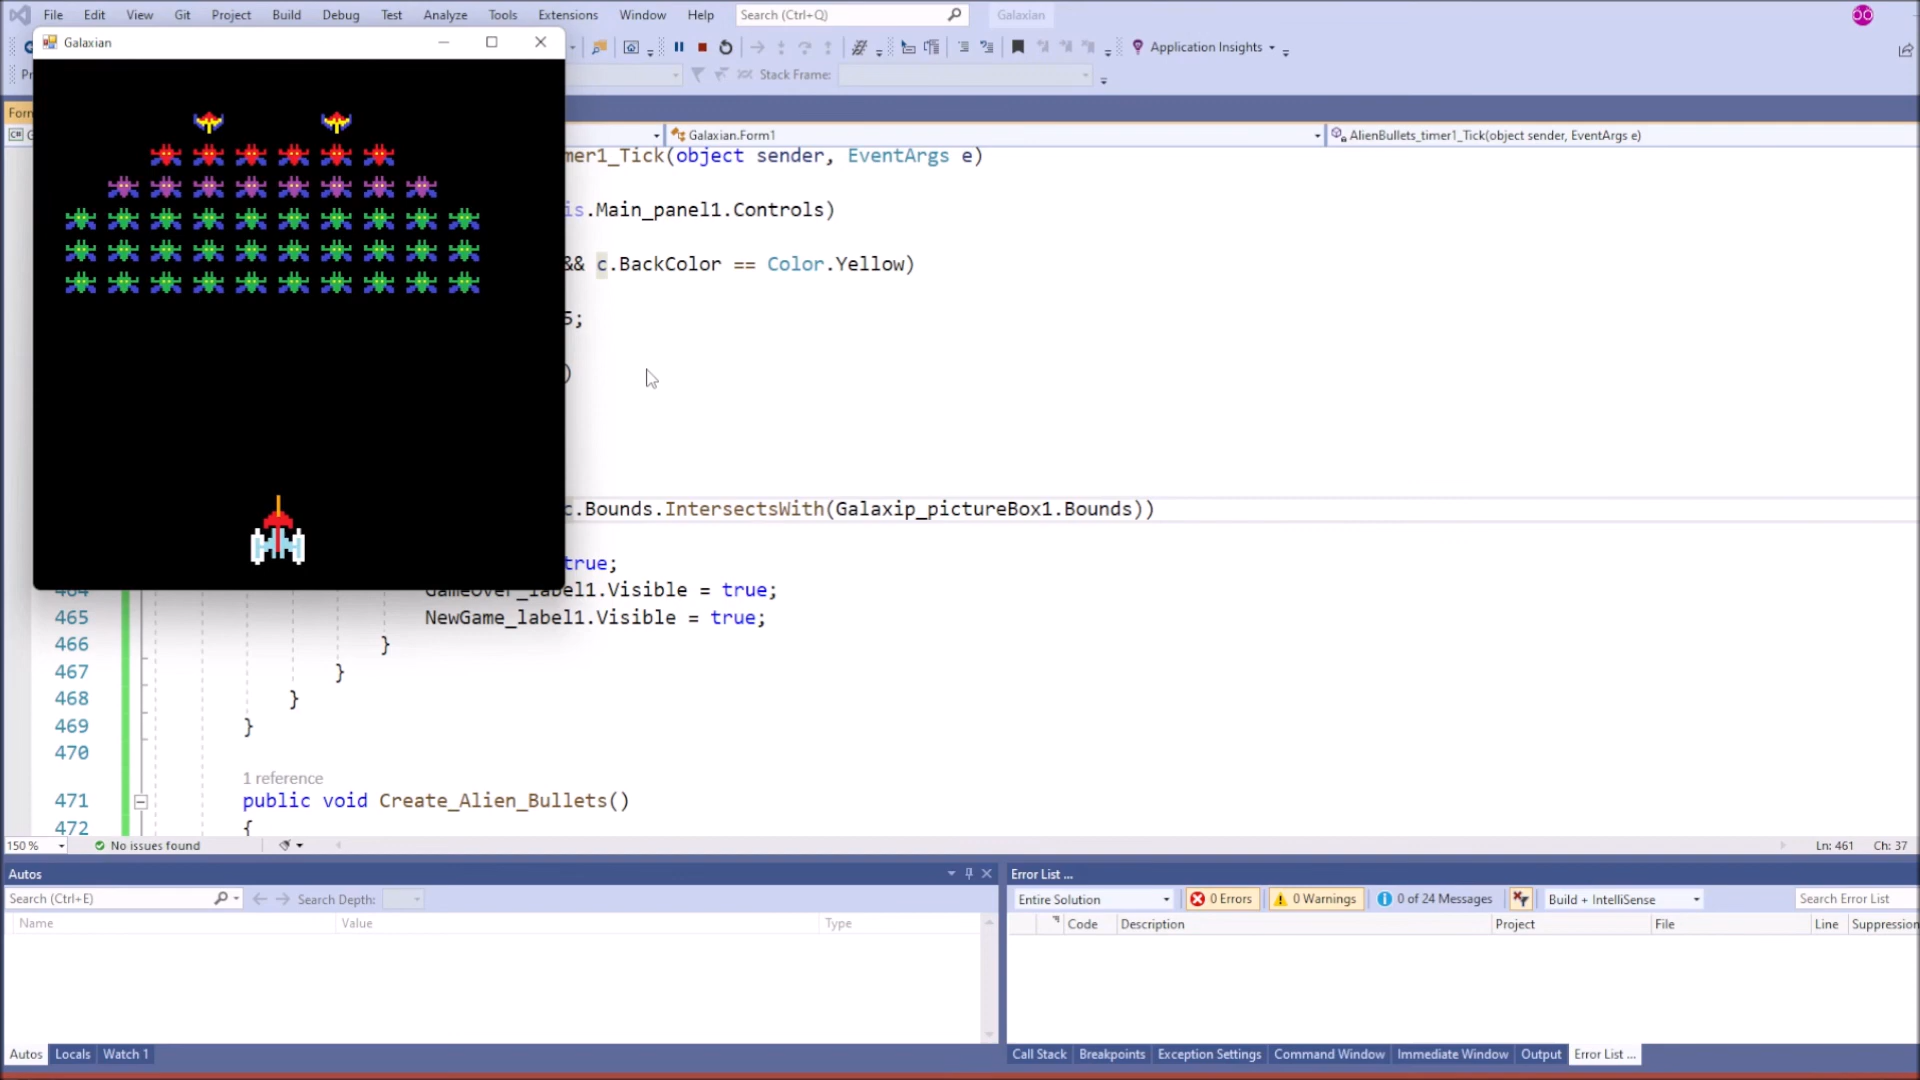 File Edit View Git Project Build Debug Test Analyze Tools Extensions Window Help Search (Ctrl+Q) Galaxian
Galaxian
Application Insights
Stack Frame:
Galaxian.Form1 AlienBullets_timer1_Tick(object sender, EventArgs e)
mer1_Tick(object sender, EventArgs e)
is.Main_panel1.Controls)
&& c.BackColor == Color.Yellow)
5;
)
c.Bounds.IntersectsWith(Galaxip_pictureBox1.Bounds))
true;
464 GameOver_label1.Visible = true;
465 NewGame_label1.Visible = true;
466 }
467 }
468 }
469 }
470
1 reference
471 public void Create_Alien_Bullets()
472 {
150 % No issues found Ln: 461 Ch: 37
Autos
Search (Ctrl+E) Search Depth:
Name Value Type
Autos Locals Watch 1
Error List ...
Entire Solution 0 Errors 0 Warnings 0 of 24 Messages Build + IntelliSense Search Error List
Code Description Project File Line Suppression
Call Stack Breakpoints Exception Settings Command Window Immediate Window Output Error List ...